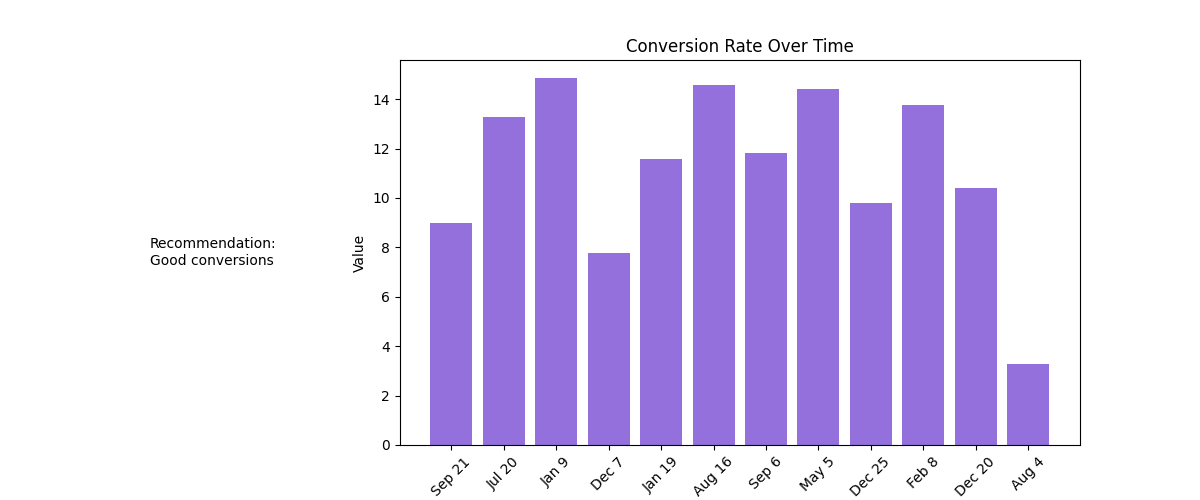 Conversion Rate Over Time
Recommendation:
Good conversions
Value
14
12
10
8
6
4
2
0
Sep 21
Jul 20
Jan 9
Dec 7
Jan 19
Aug 16
Sep 6
May 5
Dec 25
Feb 8
Dec 20
Aug 4